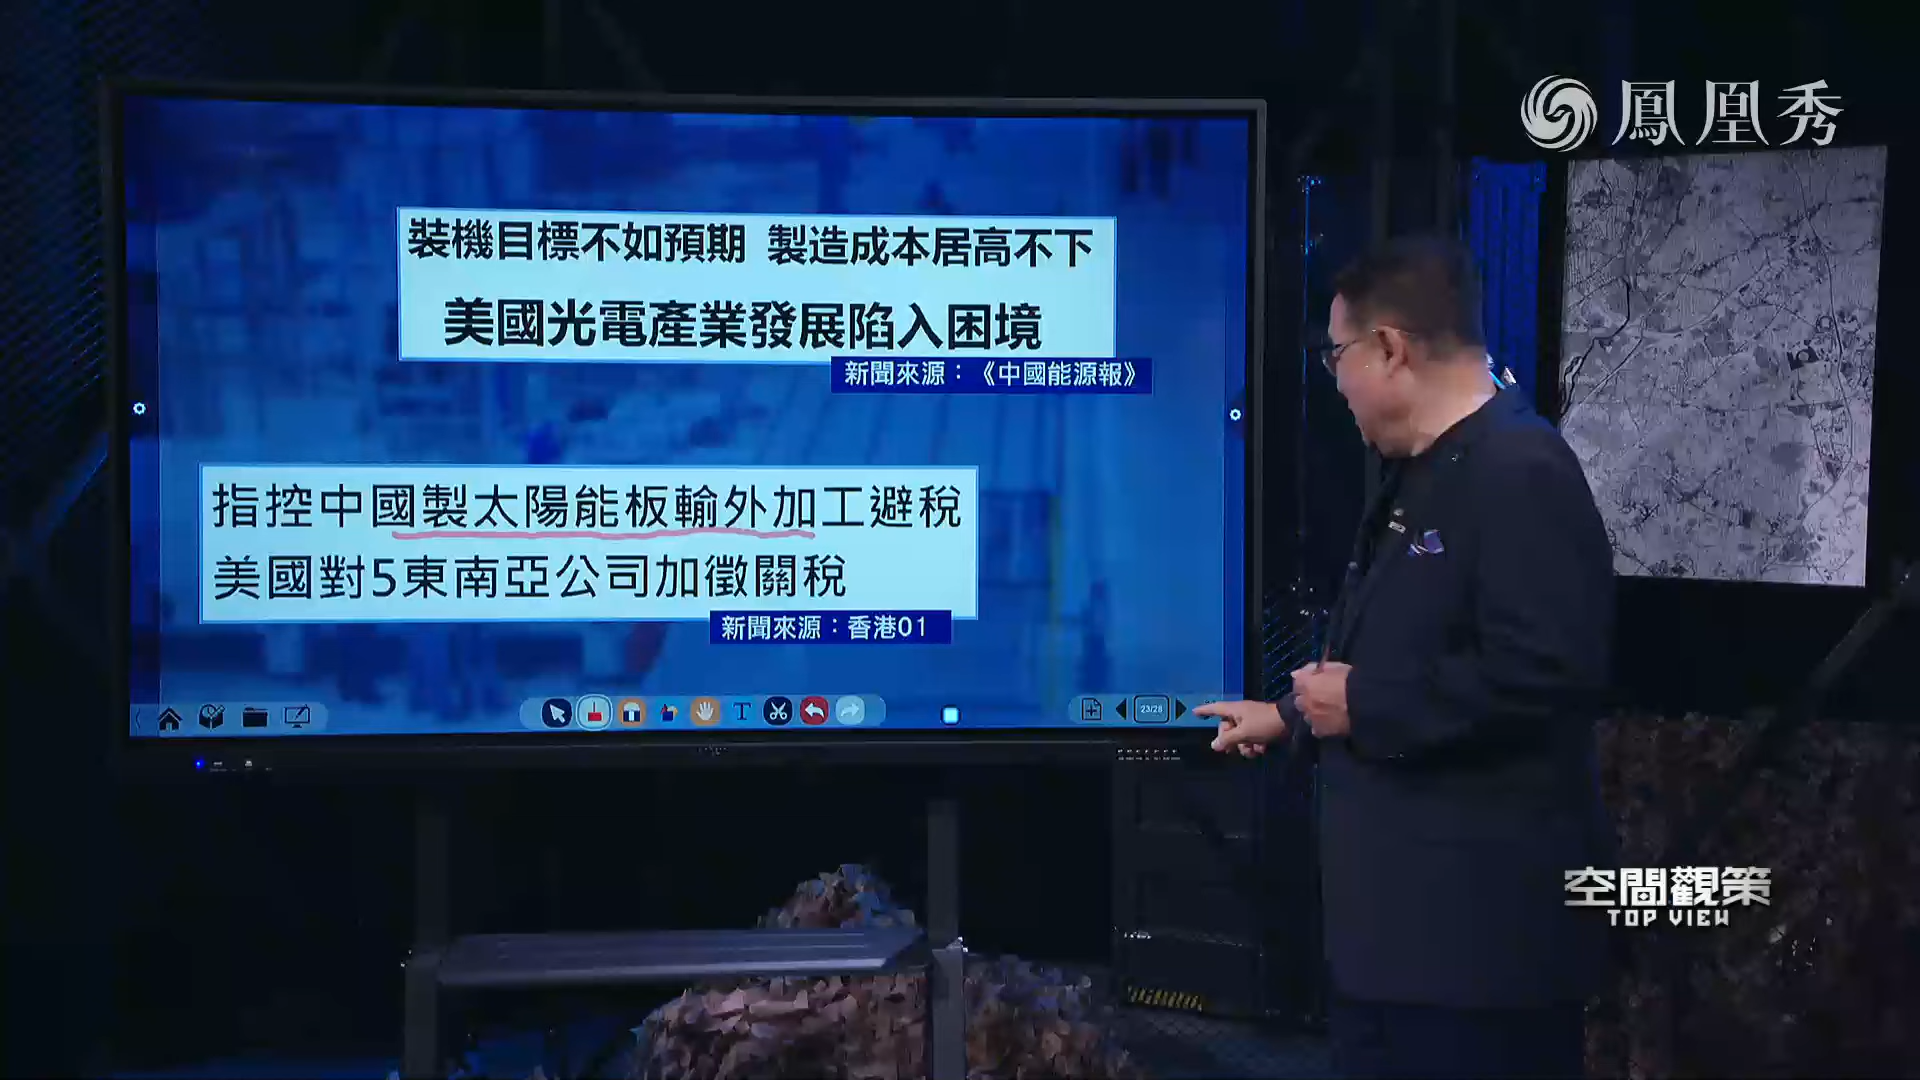 鳳凰秀
裝機目標不如預期 製造成本居高不下
美國光電產業發展陷入困境
新聞來源：《中國能源報》
指控中國製太陽能板輸外加工避稅
美國對5東南亞公司加徵關稅
新聞來源：香港01
T
23/28
空間觀策
TOP VIEW